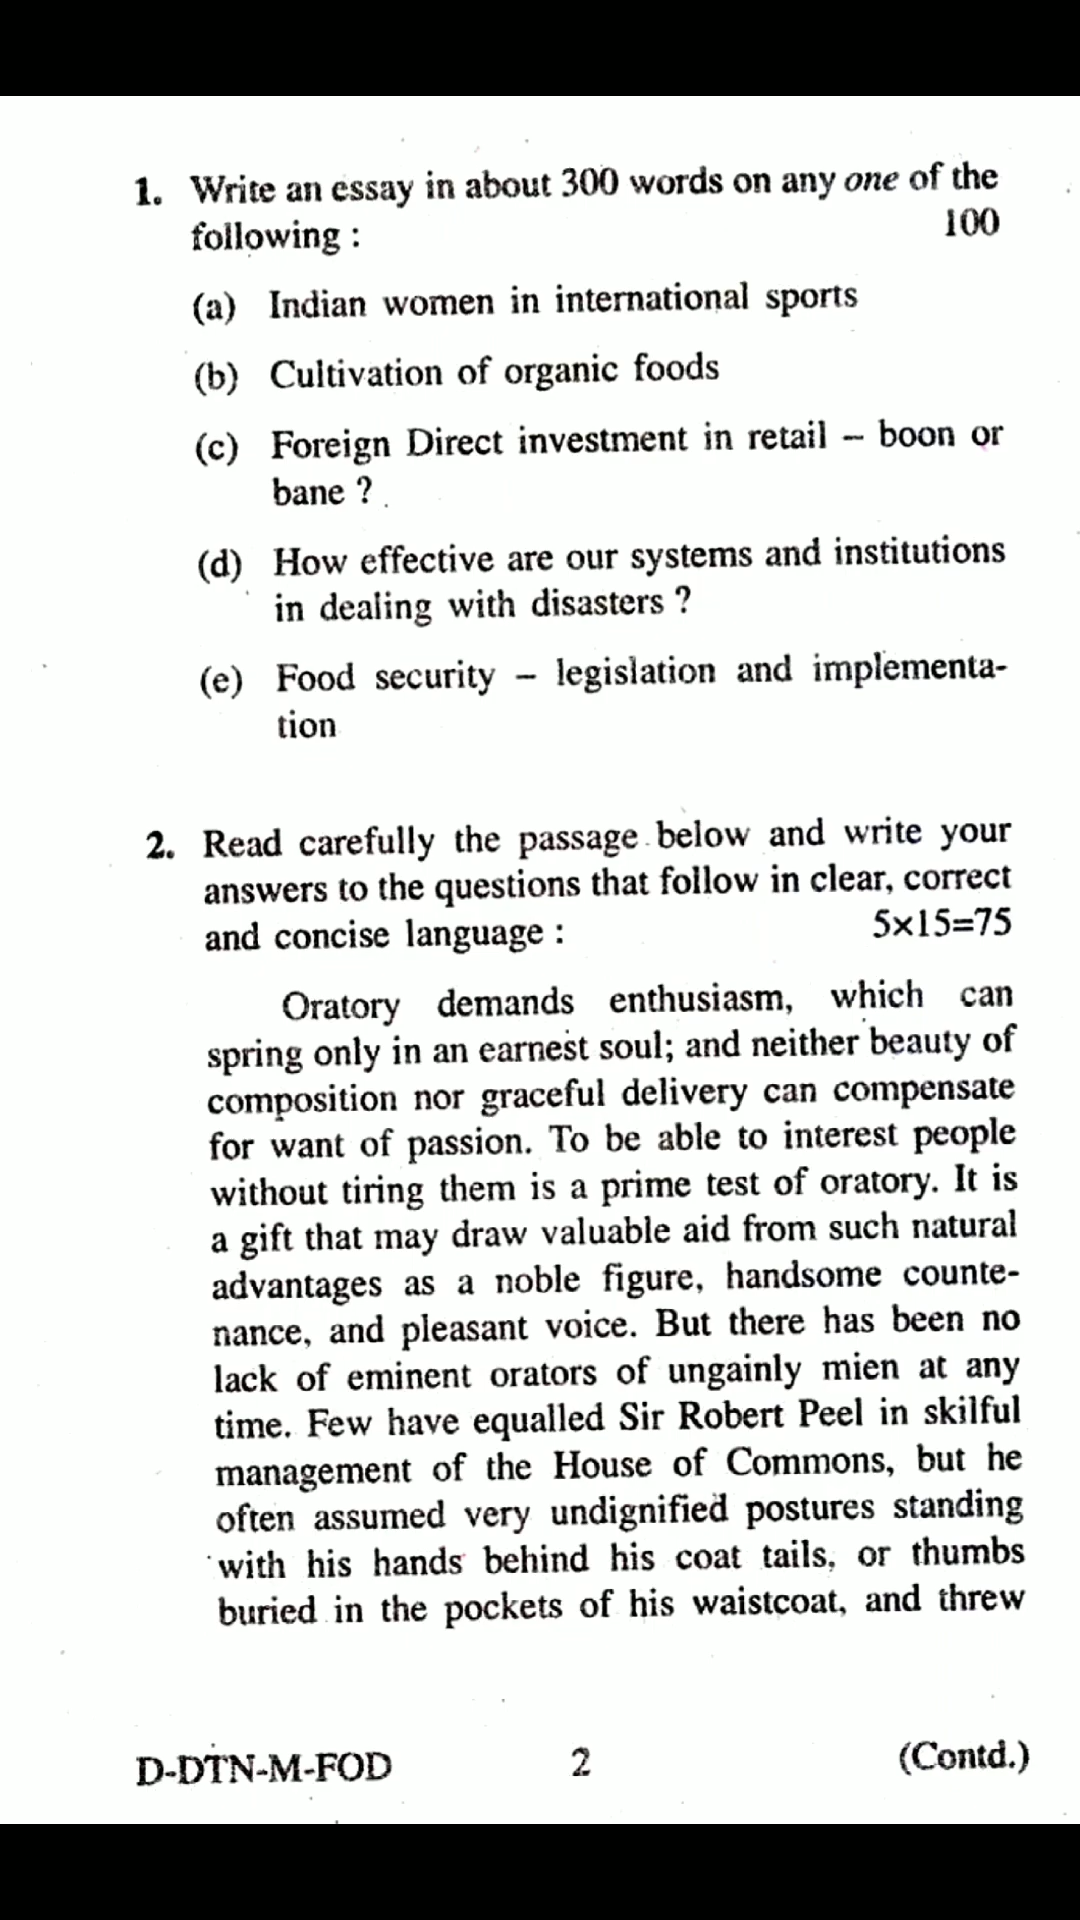 1. Write an essay in about 300 words on any one of the
following : 100
(a) Indian women in international sports
(b) Cultivation of organic foods
(c) Foreign Direct investment in retail – boon or
bane ?
(d) How effective are our systems and institutions
in dealing with disasters ?
(e) Food security – legislation and implementa-
tion
2. Read carefully the passage below and write your
answers to the questions that follow in clear, correct
and concise language : 5×15=75
Oratory demands enthusiasm, which can
spring only in an earnest soul; and neither beauty of
composition nor graceful delivery can compensate
for want of passion. To be able to interest people
without tiring them is a prime test of oratory. It is
a gift that may draw valuable aid from such natural
advantages as a noble figure, handsome counte-
nance, and pleasant voice. But there has been no
lack of eminent orators of ungainly mien at any
time. Few have equalled Sir Robert Peel in skilful
management of the House of Commons, but he
often assumed very undignified postures standing
with his hands behind his coat tails, or thumbs
buried in the pockets of his waistcoat, and threw
D-DTN-M-FOD 2 (Contd.)